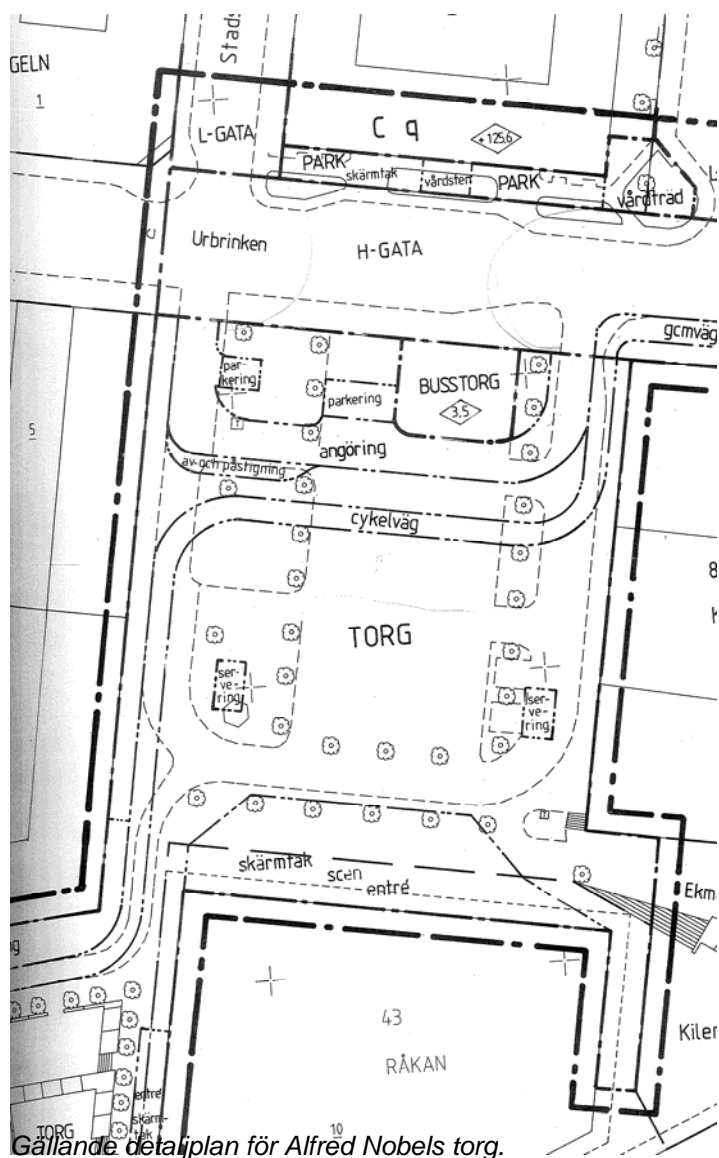 Stads
GELN
1
L-GATA
C q
+125,6
PARK
skärmtak
vårdsten
PARK
L-
vårdträd
Urbrinken
H-GATA
gcmväg
par-
kering
parkering
BUSSTORG
3,5
5
angöring
av-och påstigning
cykelväg
8
K
TORG
ser-
ve-
ring
ser-
ve-
ring
skärmtak
scen
entré
Ekm
g
43
Kiler
RÅKAN
entré
skärm-
tak
TORG
10
Gällande detaljplan för Alfred Nobels torg.